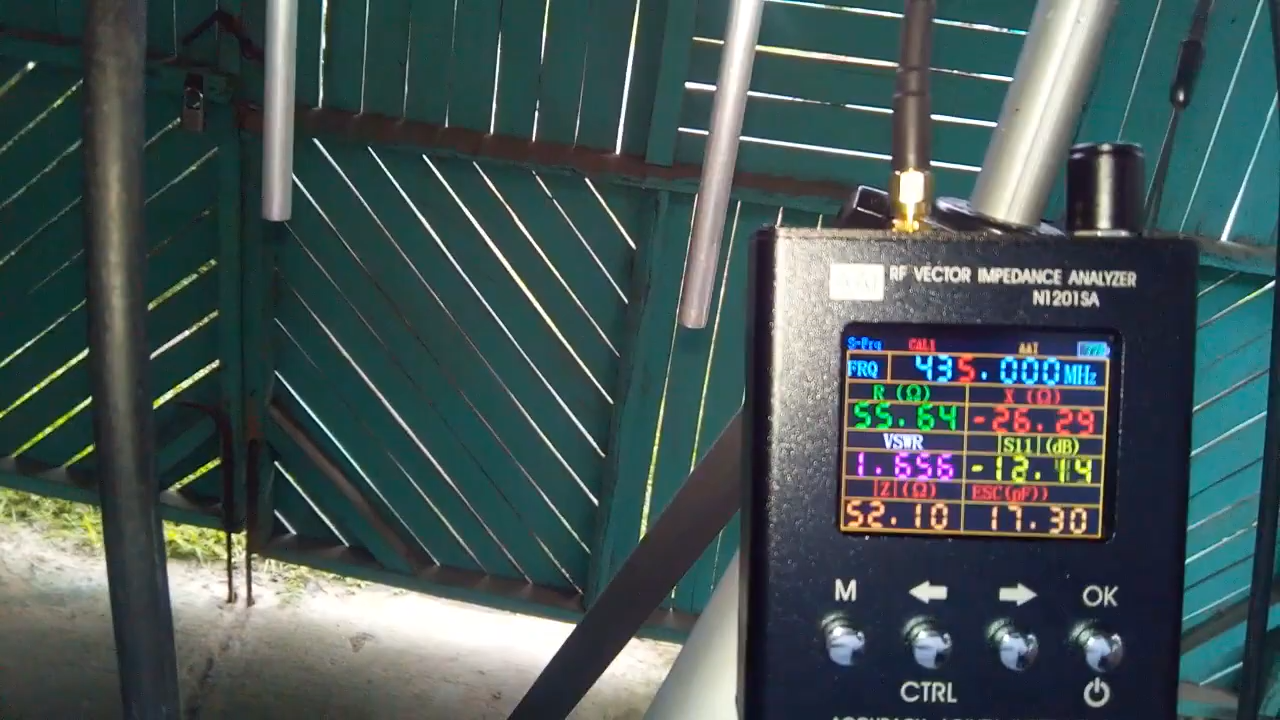 RF VECTOR IMPEDANCE ANALYZER
N1201SA
S-Frq CAL1
FRQ 435.000MHz
R (Ω) X (Ω)
55.64 -26.29
VSWR |S11|(dB)
1.656 -12.14
|Z|(Ω) ESC(pF))
52.10 17.30
M OK
CTRL